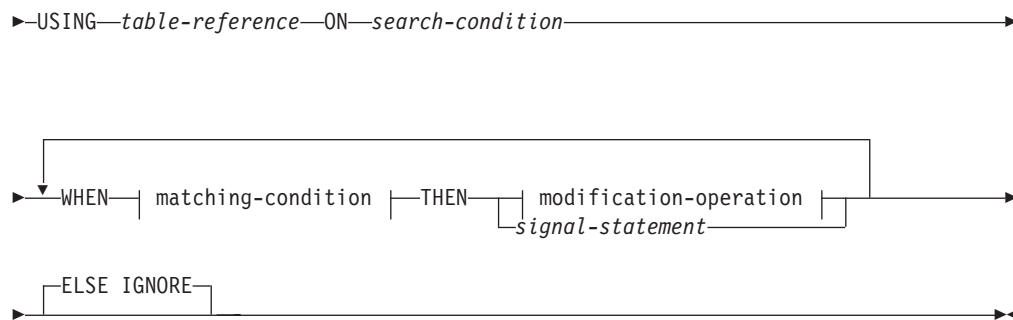 USING table-reference ON search-condition
WHEN matching-condition THEN modification-operation
signal-statement
ELSE IGNORE